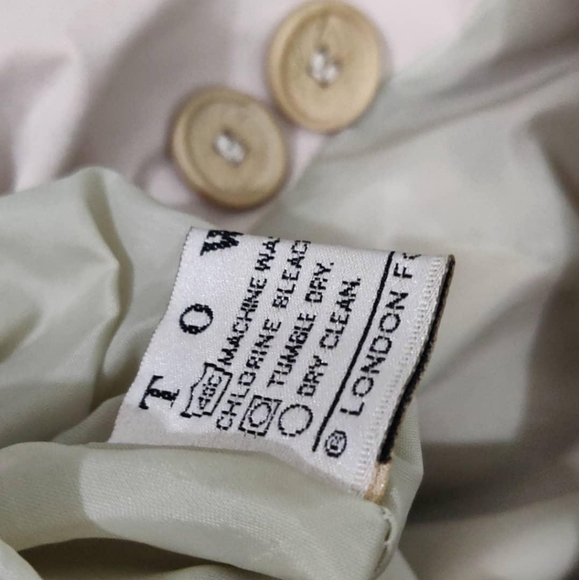 T O W
MACHINE WA
CHLORINE BLEAC
TUMBLE DRY.
DRY CLEAN.
® LONDON F